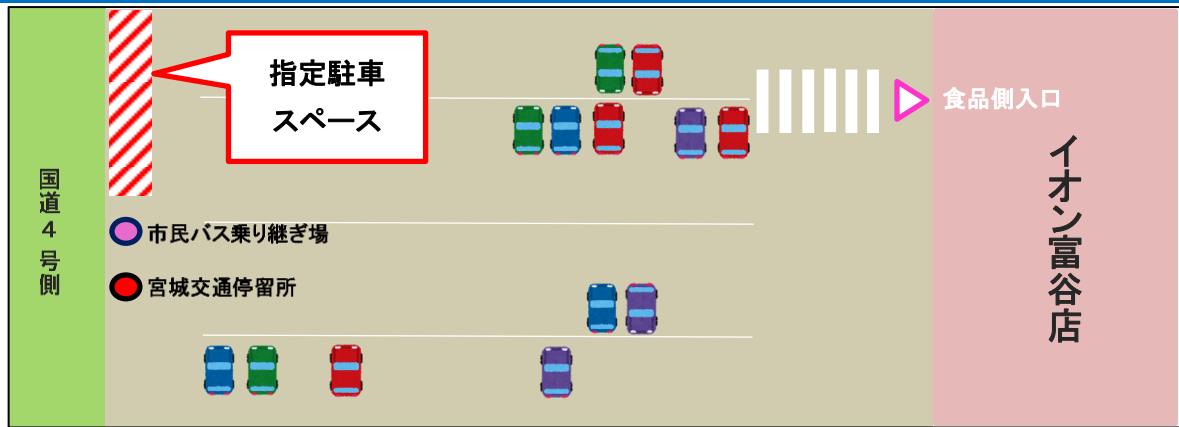 指定駐車
スペース
食品側入口
国道４号側
市民バス乗り継ぎ場
宮城交通停留所
イオン富谷店